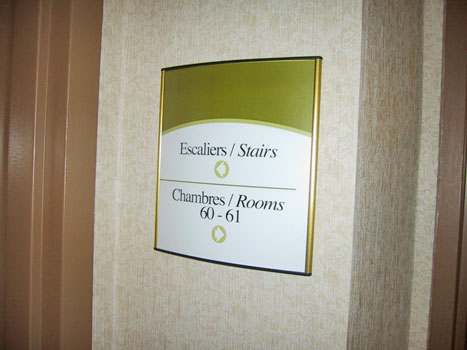 Escaliers / Stairs
Chambres / Rooms
60 - 61